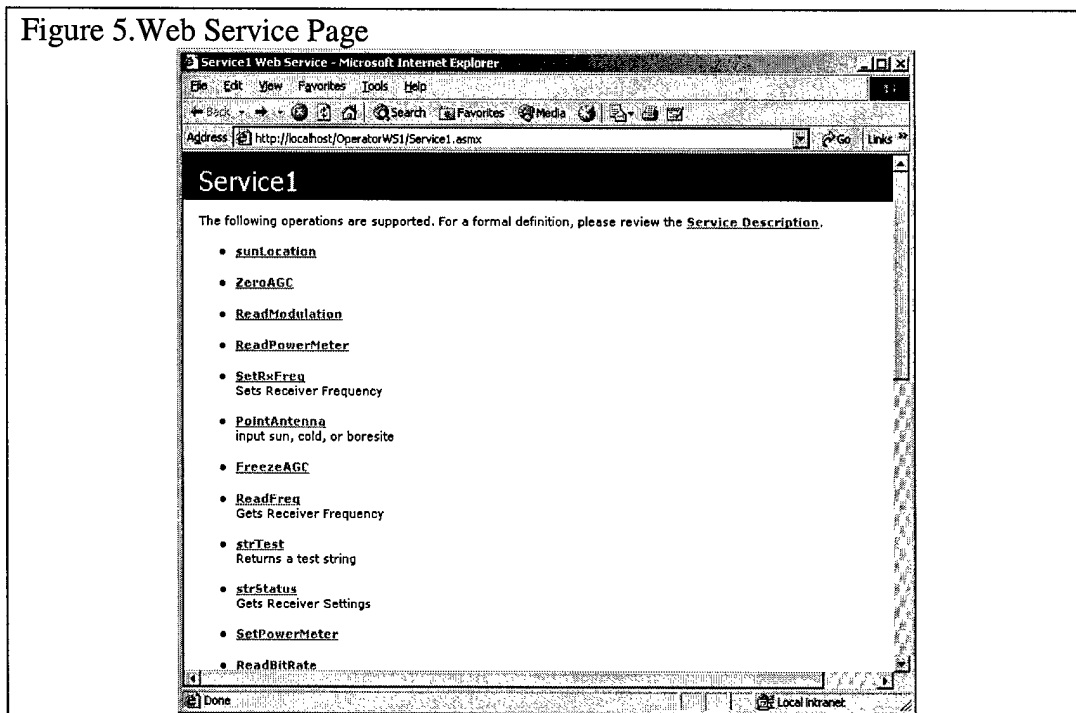 Figure 5.Web Service Page
Service1 Web Service - Microsoft Internet Explorer
File Edit View Favorites Tools Help
Back Search Favorites Media
Address http://localhost/OperatorWS1/Service1.asmx Go Links »
Service1
The following operations are supported. For a formal definition, please review the Service Description.
• sunLocation
• ZeroAGC
• ReadModulation
• ReadPowerMeter
• SetRxFreq
Sets Receiver Frequency
• PointAntenna
input sun, cold, or boresite
• FreezeAGC
• ReadFreq
Gets Receiver Frequency
• strTest
Returns a test string
• strStatus
Gets Receiver Settings
• SetPowerMeter
• ReadBitRate
Done Local intranet